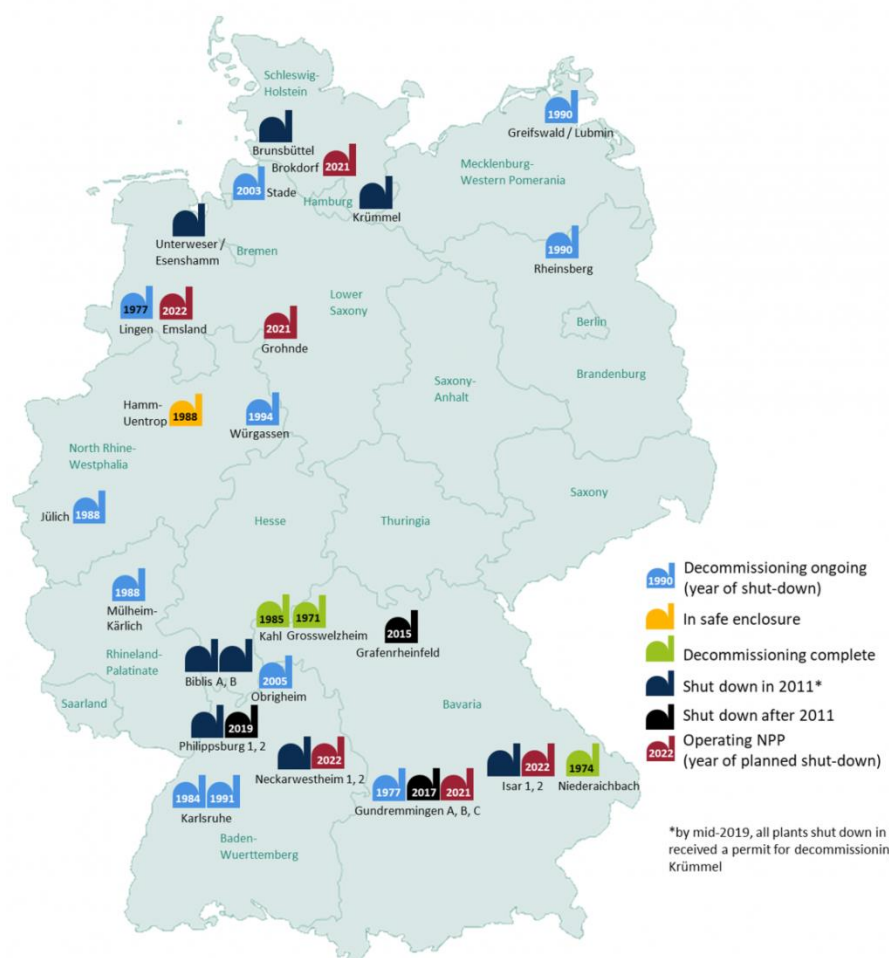 Schleswig-
Holstein
1990
Greifswald / Lubmin
Brunsbüttel
Brokdorf
2021
Mecklenburg-
Western Pomerania
2003
Stade
Hamburg
Krümmel
Unterweser /
Esenshamm
Bremen
1990
Rheinsberg
Lower
Saxony
1977
Lingen
2022
Emsland
2021
Grohnde
Berlin
Brandenburg
Saxony-
Anhalt
Hamm-
Uentrop
1988
1994
Würgassen
North Rhine-
Westphalia
Saxony
Jülich
1988
Hesse
Thuringia
1988
Mülheim-
Kärlich
1985
Kahl
1971
Grosswelzheim
2015
Grafenrheinfeld
Rhineland-
Palatinate
Biblis A, B
2005
Obrigheim
Saarland
Bavaria
2019
Philippsburg 1, 2
2022
Neckarwestheim 1, 2
2022
Isar 1, 2
1974
Niederaichbach
1977
2017
2021
Gundremmingen A, B, C
1984
1991
Karlsruhe
Baden-
Wuerttemberg
1990
Decommissioning ongoing
(year of shut-down)
In safe enclosure
Decommissioning complete
Shut down in 2011*
Shut down after 2011
2022
Operating NPP
(year of planned shut-down)
*by mid-2019, all plants shut down in
received a permit for decommissionin
Krümmel